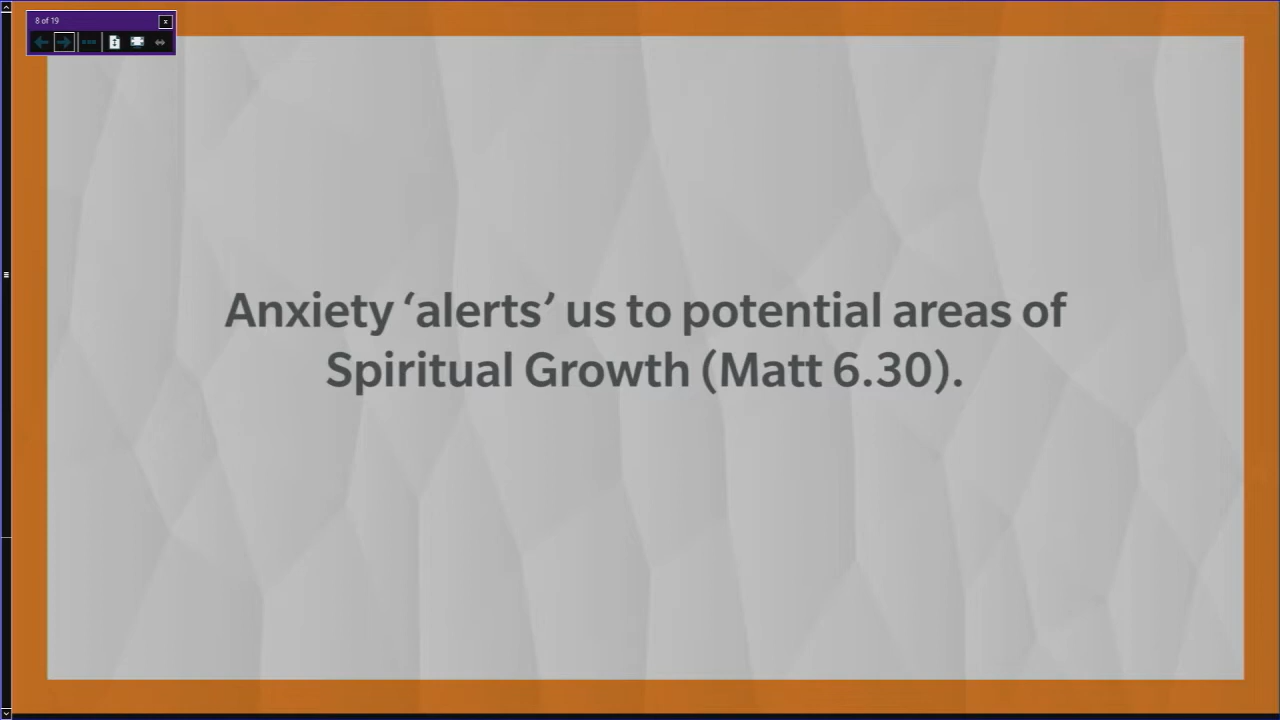 8 of 19
x
Anxiety ‘alerts’ us to potential areas of
Spiritual Growth (Matt 6.30).